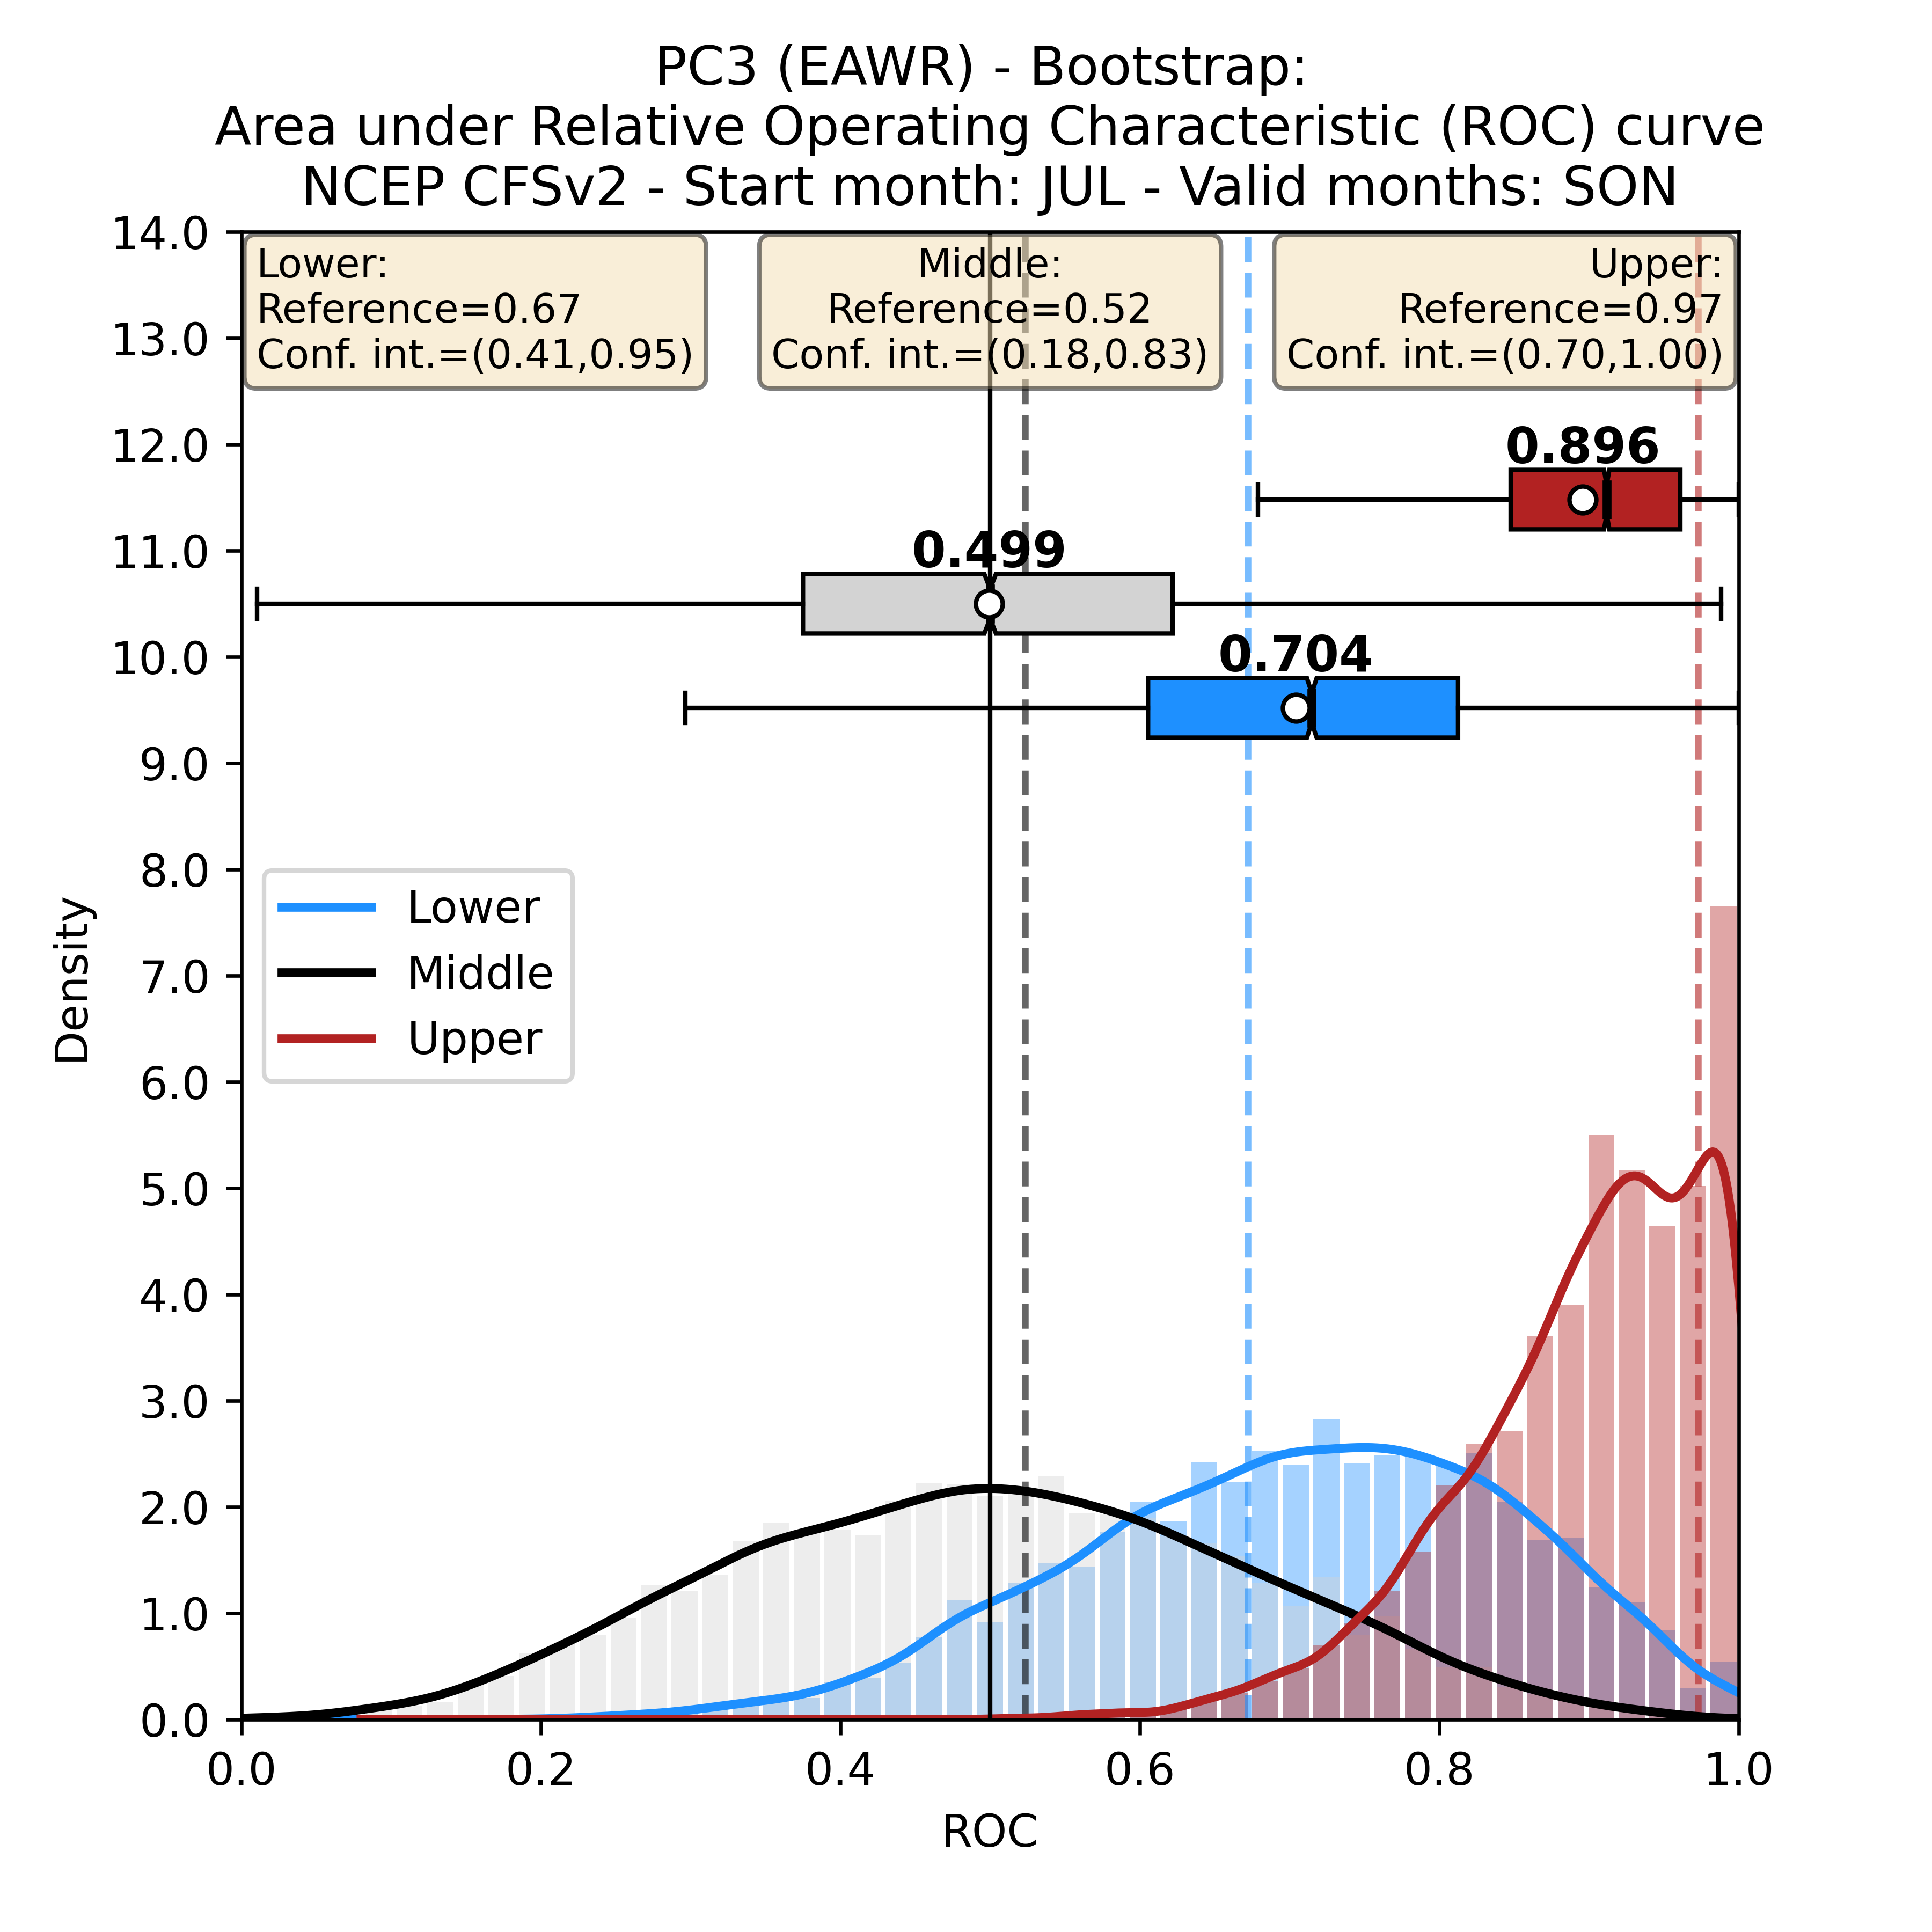 PC3 (EAWR) - Bootstrap:
Area under Relative Operating Characteristic (ROC) curve
NCEP CFSv2 - Start month: JUL - Valid months: SON
Lower:
Reference=0.67
Conf. int.=(0.41,0.95)
Middle:
Reference=0.52
Conf. int.=(0.18,0.83)
Upper:
Reference=0.97
Conf. int.=(0.70,1.00)
0.896
0.499
0.704
14.0
13.0
12.0
11.0
10.0
9.0
8.0
7.0
6.0
5.0
4.0
3.0
2.0
1.0
0.0
Density
Lower
Middle
Upper
0.0 0.2 0.4 0.6 0.8 1.0
ROC